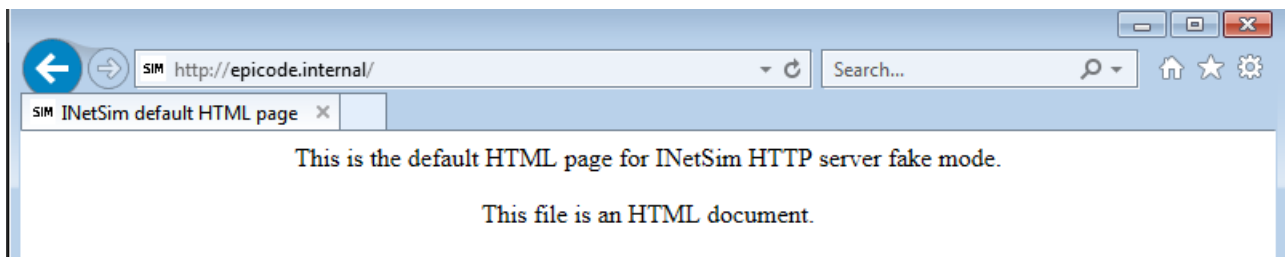 SIM http://epicode.internal/ Search...
SIM INetSim default HTML page
This is the default HTML page for INetSim HTTP server fake mode.
This file is an HTML document.